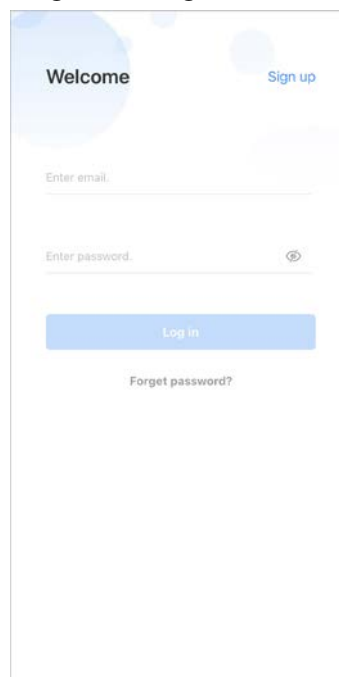 Welcome
Sign up
Enter email.
Enter password.
Log in
Forget password?